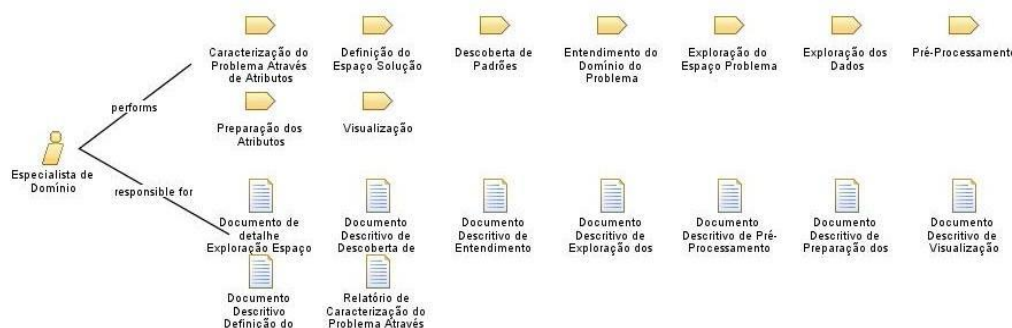 Caracterização do
Problema Através
de Atributos
Definição do
Espaço Solução
Descoberta de
Padrões
Entendimento do
Domínio do
Problema
Exploração do
Espaço Problema
Exploração dos
Dados
Pré-Processamento
performs
Preparação dos
Atributos
Visualização
Especialista de
Domínio
responsible for
Documento de
detalhe
Exploração Espaço
Documento
Descritivo de
Descoberta de
Documento
Descritivo de
Entendimento
Documento
Descritivo de
Exploração dos
Documento
Descritivo de Pré-
Processamento
Documento
Descritivo de
Preparação dos
Documento
Descritivo de
Visualização
Documento
Descritivo
Definição do
Relatório de
Caracterização do
Problema Através